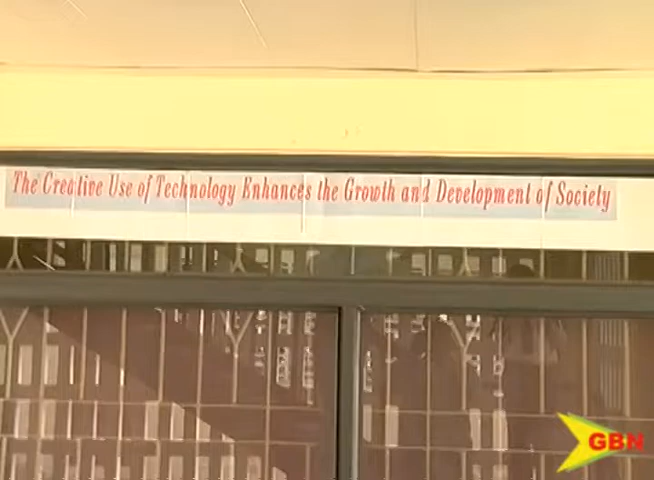 The Creative Use of Technology Enhances the Growth and Development of Society
GBN